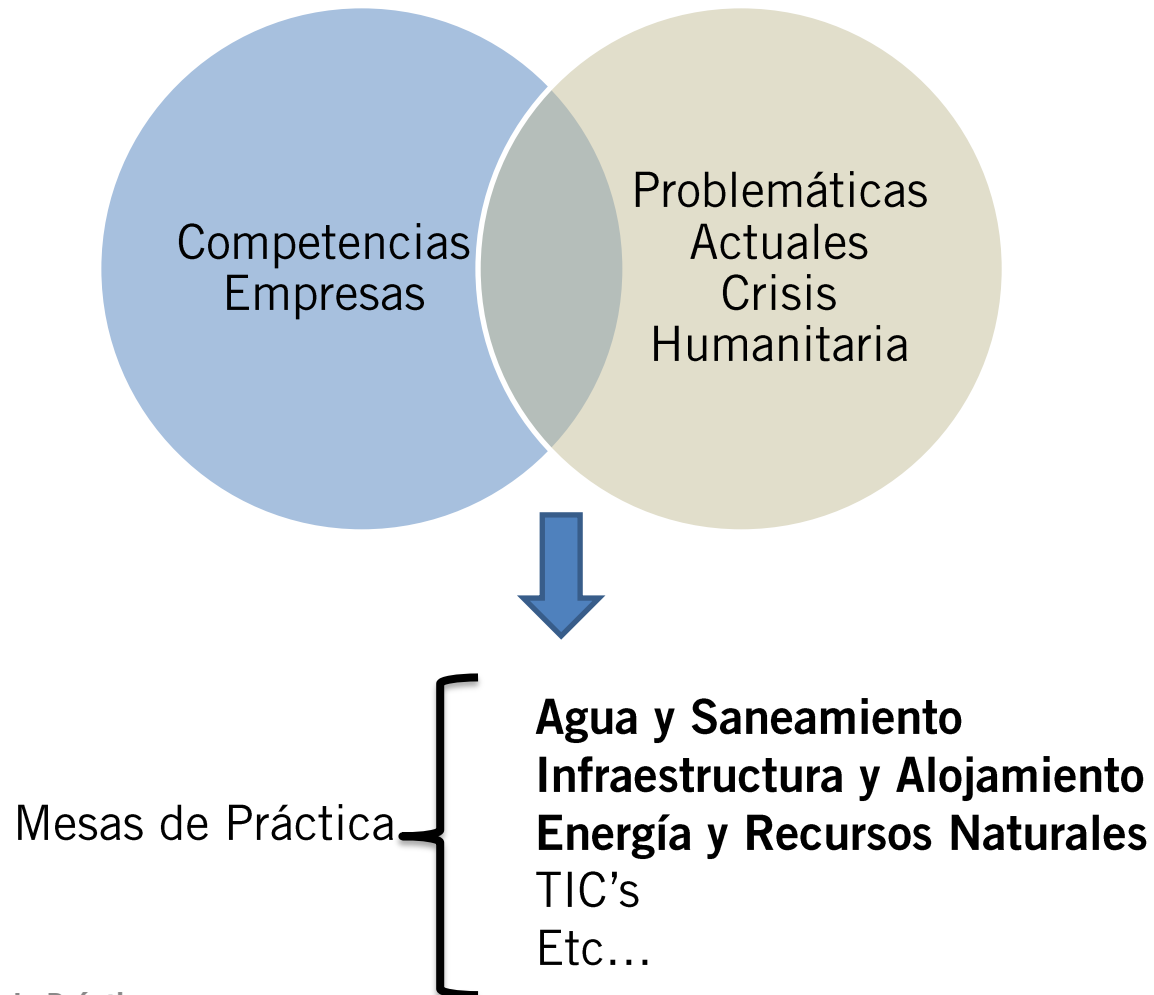 Competencias
Empresas
Problemáticas
Actuales
Crisis
Humanitaria
Mesas de Práctica
Agua y Saneamiento
Infraestructura y Alojamiento
Energía y Recursos Naturales
TIC’s
Etc…